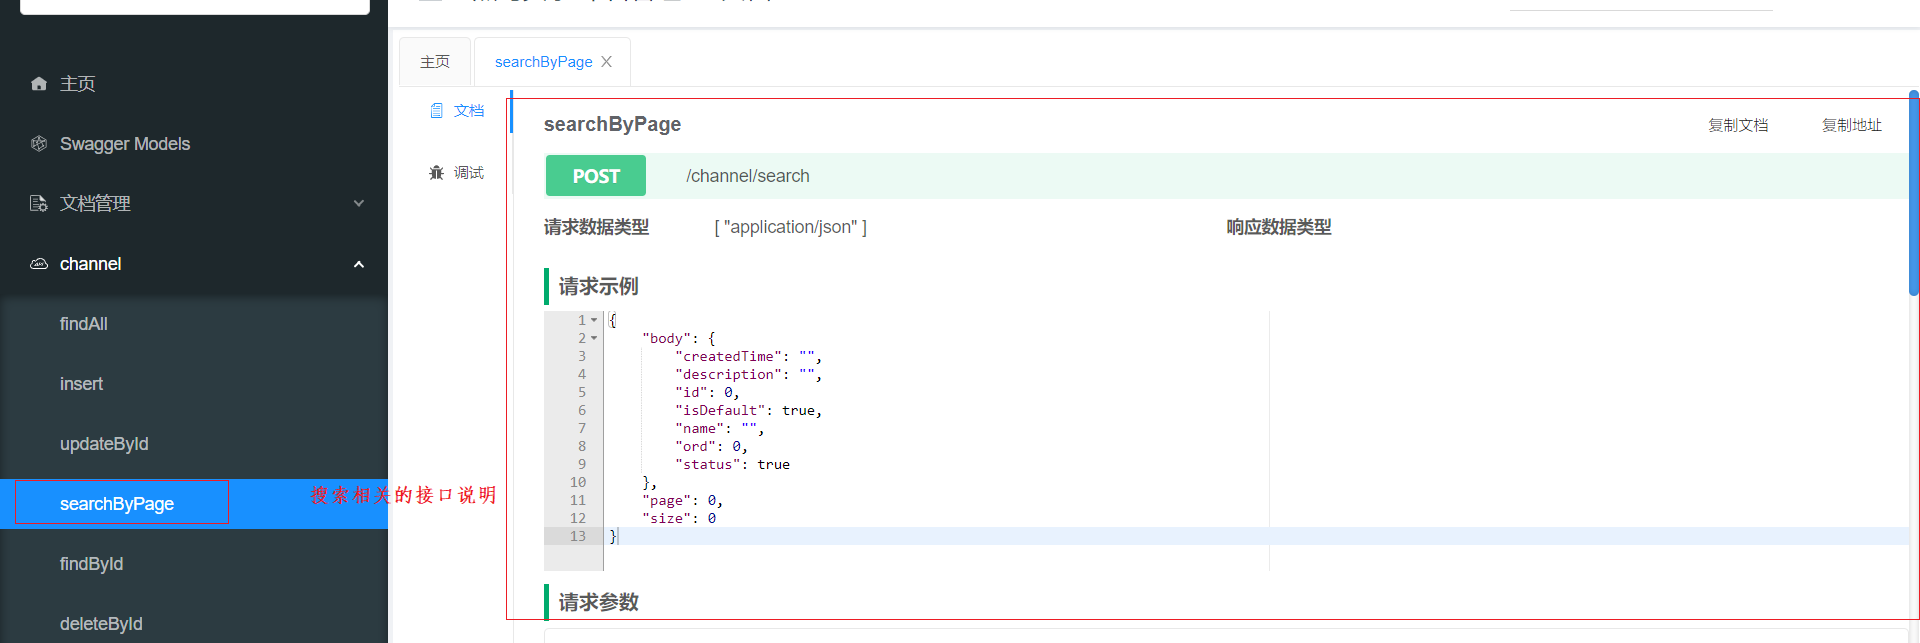 主页
Swagger Models
文档管理
channel
findAll
insert
updateById
searchByPage
搜索相关的接口说明
findById
deleteById
主页
searchByPage
文档
调试
searchByPage
复制文档
复制地址
POST
/channel/search
请求数据类型
[ "application/json" ]
响应数据类型
请求示例
1 {
2 "body": {
3 "createdTime": "",
4 "description": "",
5 "id": 0,
6 "isDefault": true,
7 "name": "",
8 "ord": 0,
9 "status": true
10 },
11 "page": 0,
12 "size": 0
13 }
请求参数